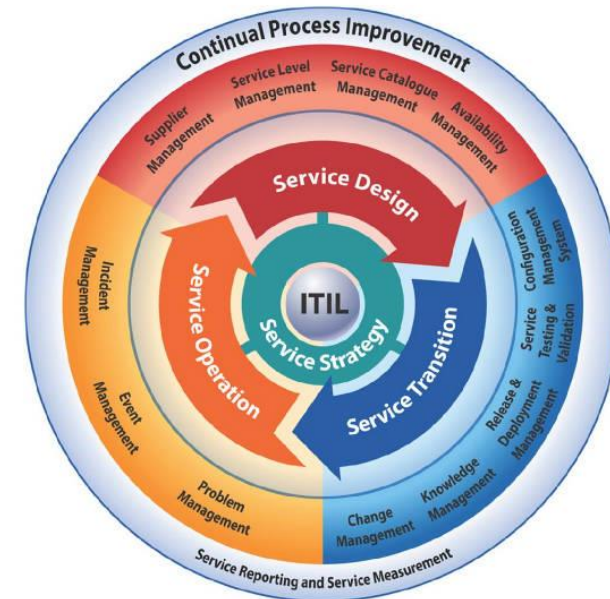 Continual Process Improvement
Supplier
Management
Service Level
Management
Service Catalogue
Management
Availability
Management
Configuration
Management
System
Service
Testing &
Validation
Release &
Deployment
Management
Knowledge
Management
Change
Management
Problem
Management
Event
Management
Incident
Management
Service Design
Service Transition
Service Operation
Service Strategy
ITIL
Service Reporting and Service Measurement